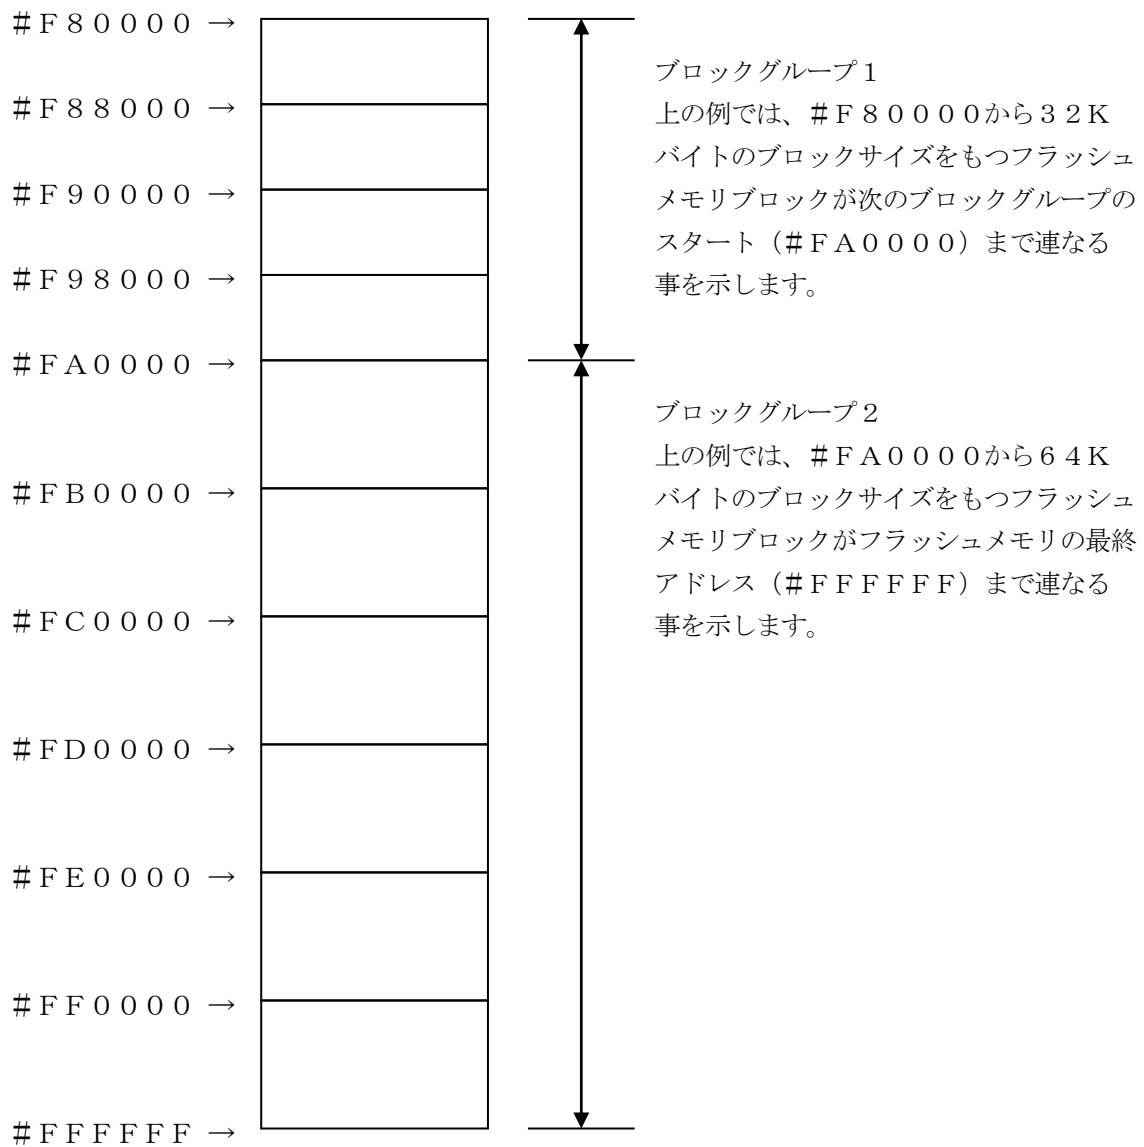 ＃Ｆ８００００ →
＃Ｆ８８０００ →
＃Ｆ９００００ →
＃Ｆ９８０００ →
＃ＦＡ００００ →
＃ＦＢ００００ →
＃ＦＣ００００ →
＃ＦＤ００００ →
＃ＦＥ００００ →
＃ＦＦ００００ →
＃ＦＦＦＦＦＦ →
ブロックグループ１
上の例では、＃Ｆ８００００から３２Ｋ
バイトのブロックサイズをもつフラッシュ
メモリブロックが次のブロックグループの
スタート（＃ＦＡ００００）まで連なる
事を示します。
ブロックグループ２
上の例では、＃ＦＡ００００から６４Ｋ
バイトのブロックサイズをもつフラッシュ
メモリブロックがフラッシュメモリの最終
アドレス（＃ＦＦＦＦＦＦ）まで連なる
事を示します。